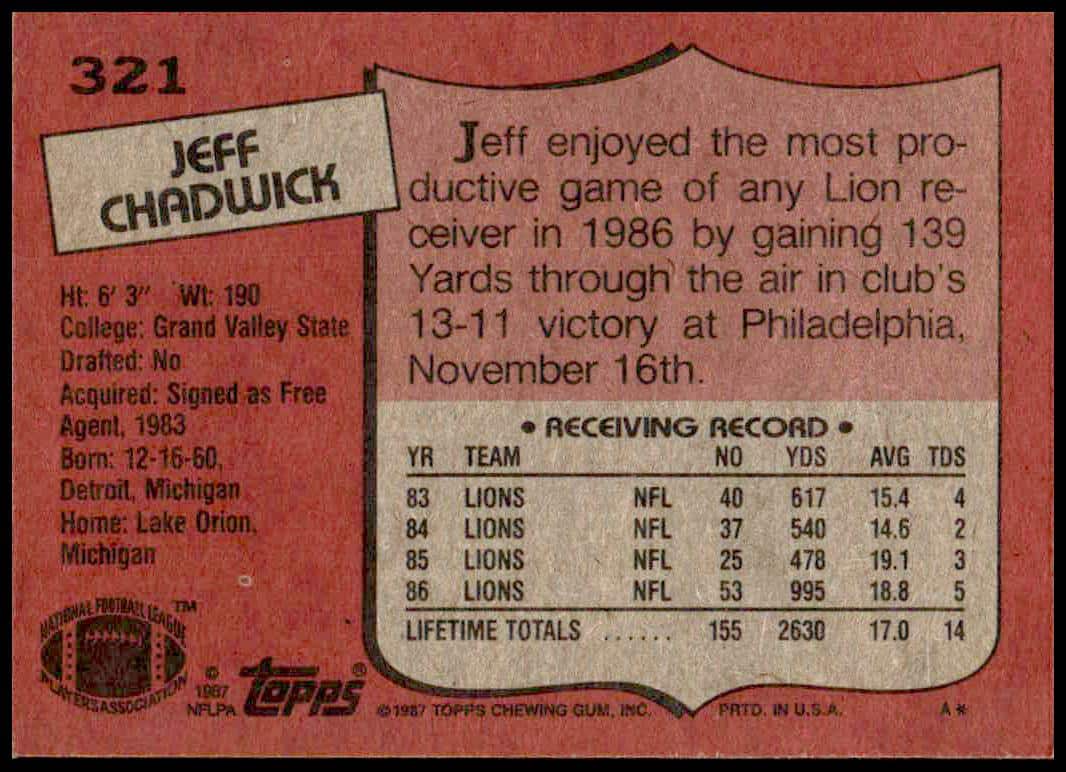 321
JEFF
CHADWICK
Ht: 6' 3" Wt: 190
College: Grand Valley State
Drafted: No
Acquired: Signed as Free
Agent, 1983
Born: 12-16-60,
Detroit, Michigan
Home: Lake Orion,
Michigan
NATIONAL FOOTBALL LEAGUE ™
PLAYERS ASSOCIATION
©
1987
NFLPA
topps®
Jeff enjoyed the most pro-
ductive game of any Lion re-
ceiver in 1986 by gaining 139
Yards through the air in club's
13-11 victory at Philadelphia,
November 16th.
• RECEIVING RECORD •
YR TEAM NO YDS AVG TDS
83 LIONS NFL 40 617 15.4 4
84 LIONS NFL 37 540 14.6 2
85 LIONS NFL 25 478 19.1 3
86 LIONS NFL 53 995 18.8 5
LIFETIME TOTALS ...... 155 2630 17.0 14
©1987 TOPPS CHEWING GUM, INC. PRTD. IN U.S.A. A*